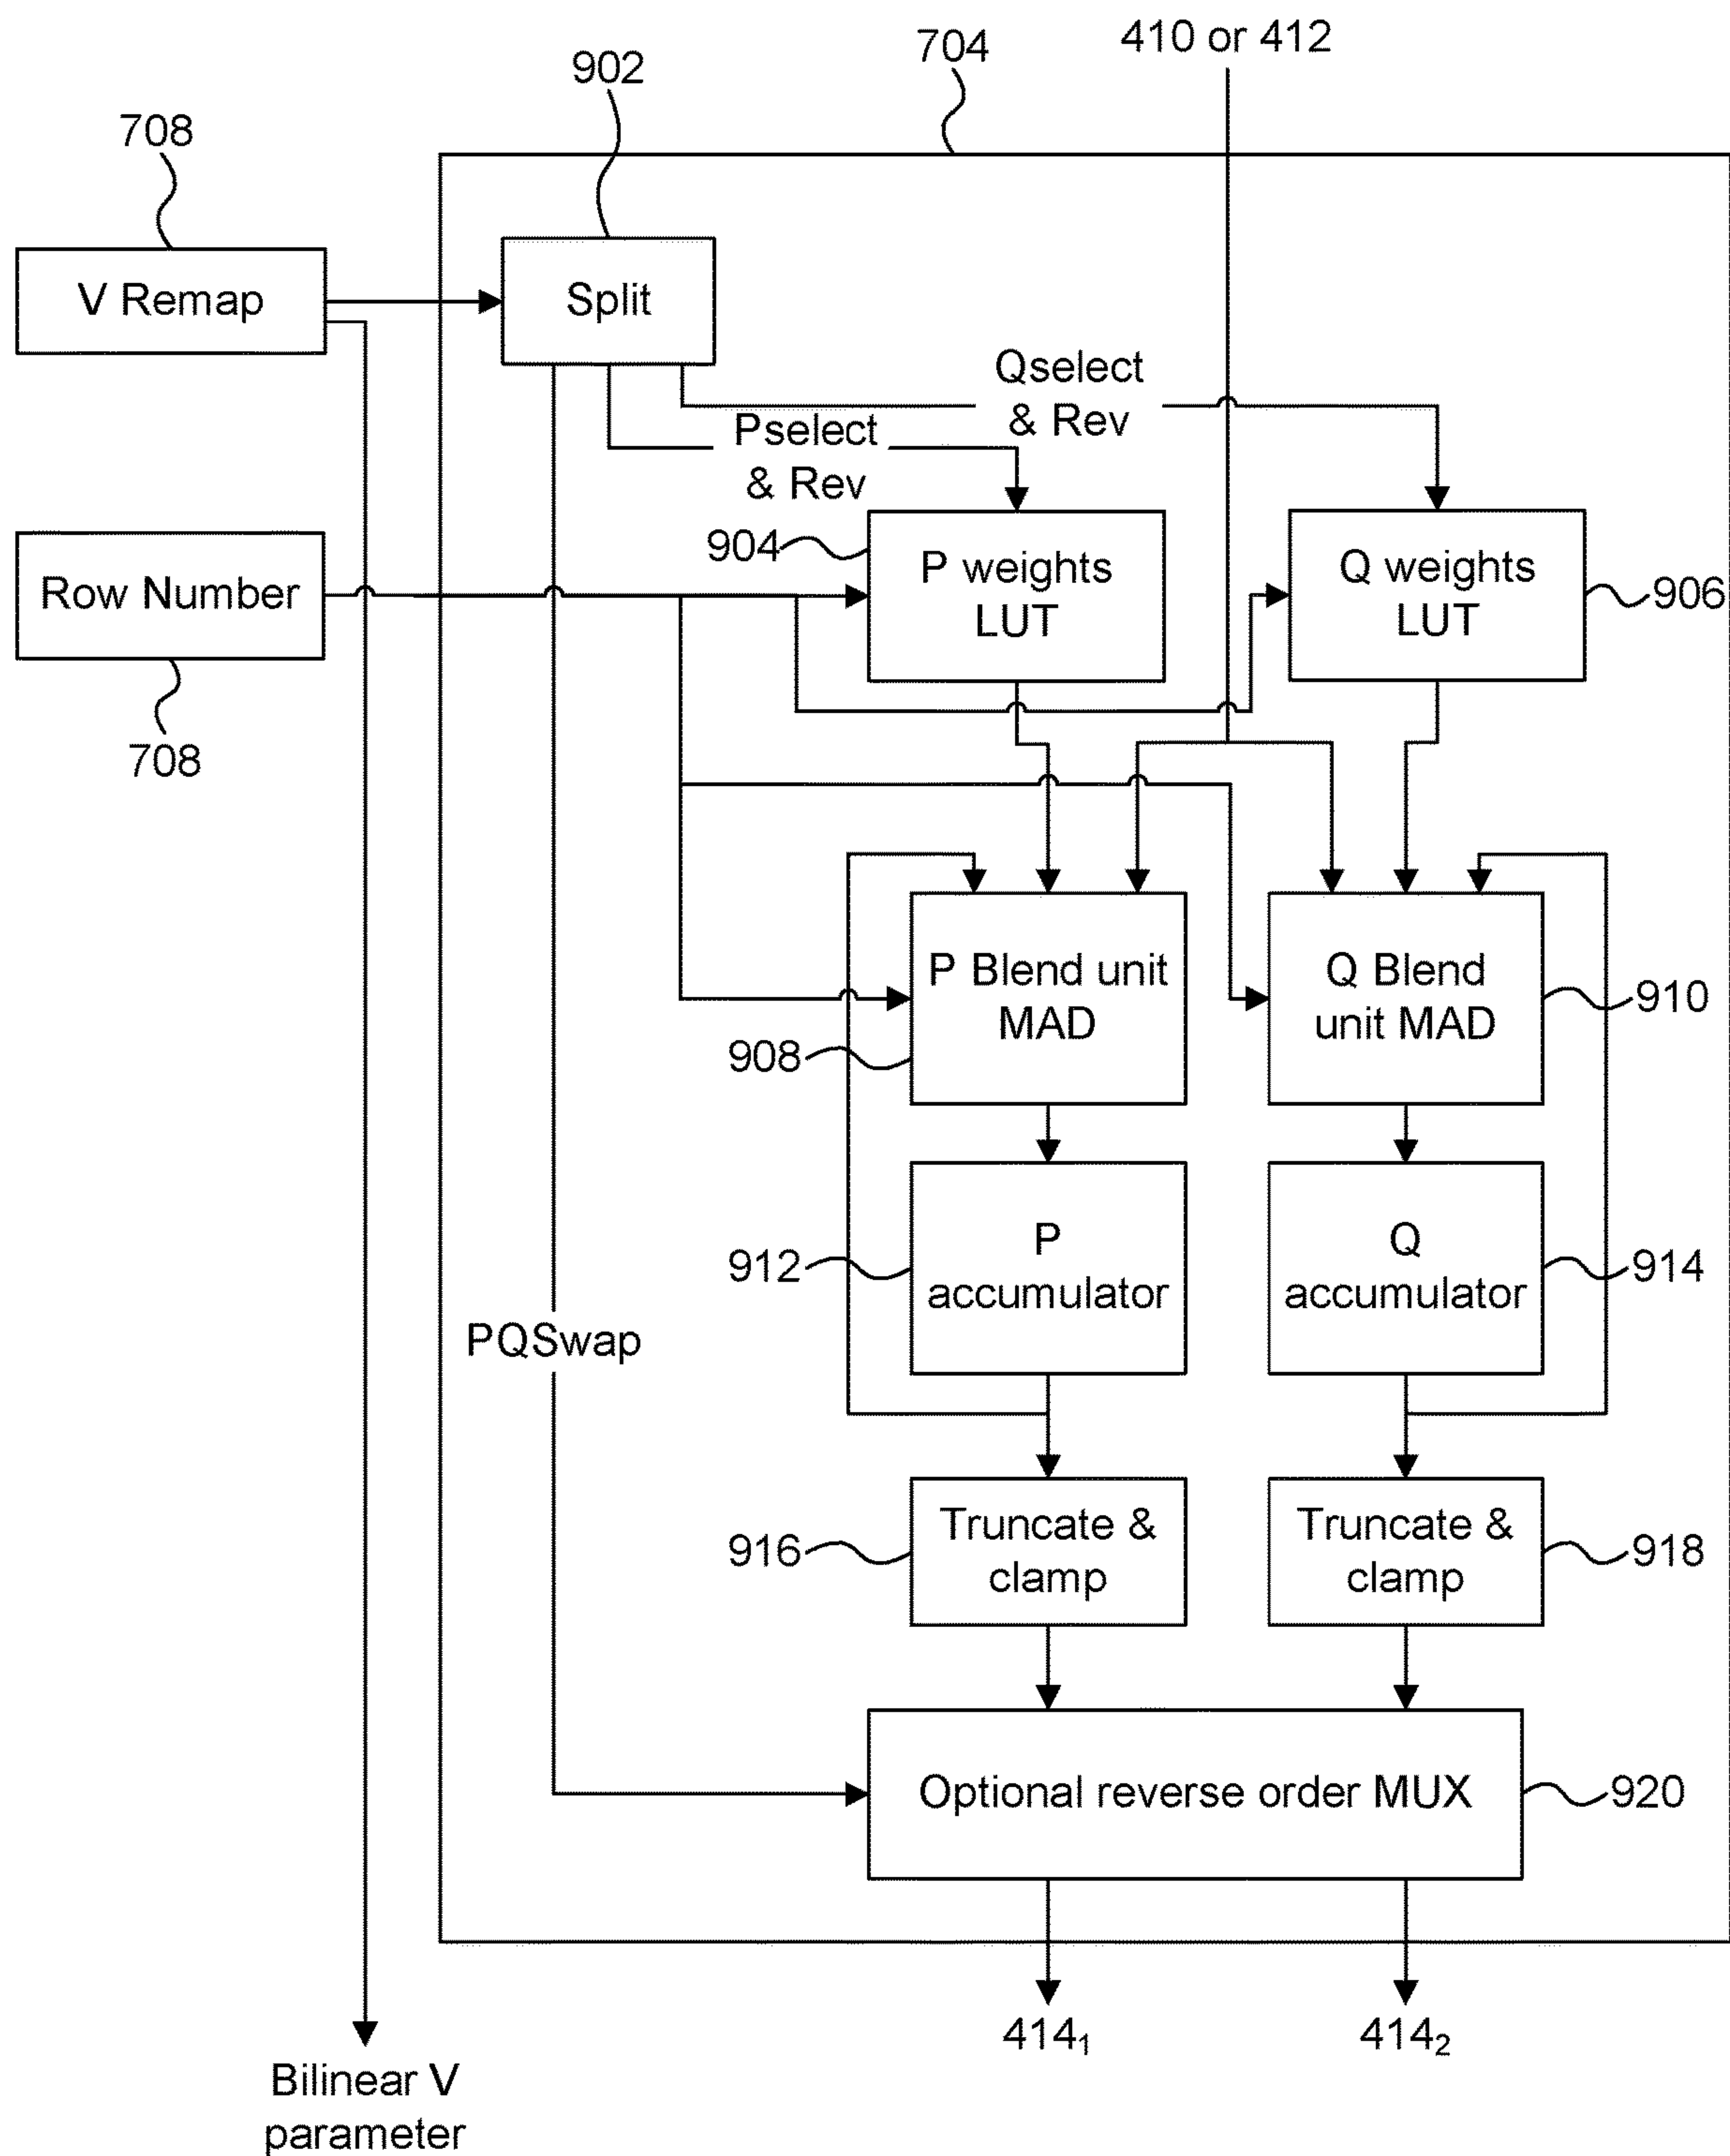 410 or 412
704
902
708
V Remap
Split
Qselect
& Rev
Pselect
& Rev
Row Number
904
P weights
LUT
Q weights
LUT
906
708
P Blend unit
MAD
Q Blend
unit MAD
910
908
P
accumulator
Q
accumulator
912
914
PQSwap
Truncate &
clamp
Truncate &
clamp
916
918
Optional reverse order MUX
920
414₁
414₂
Bilinear V
parameter